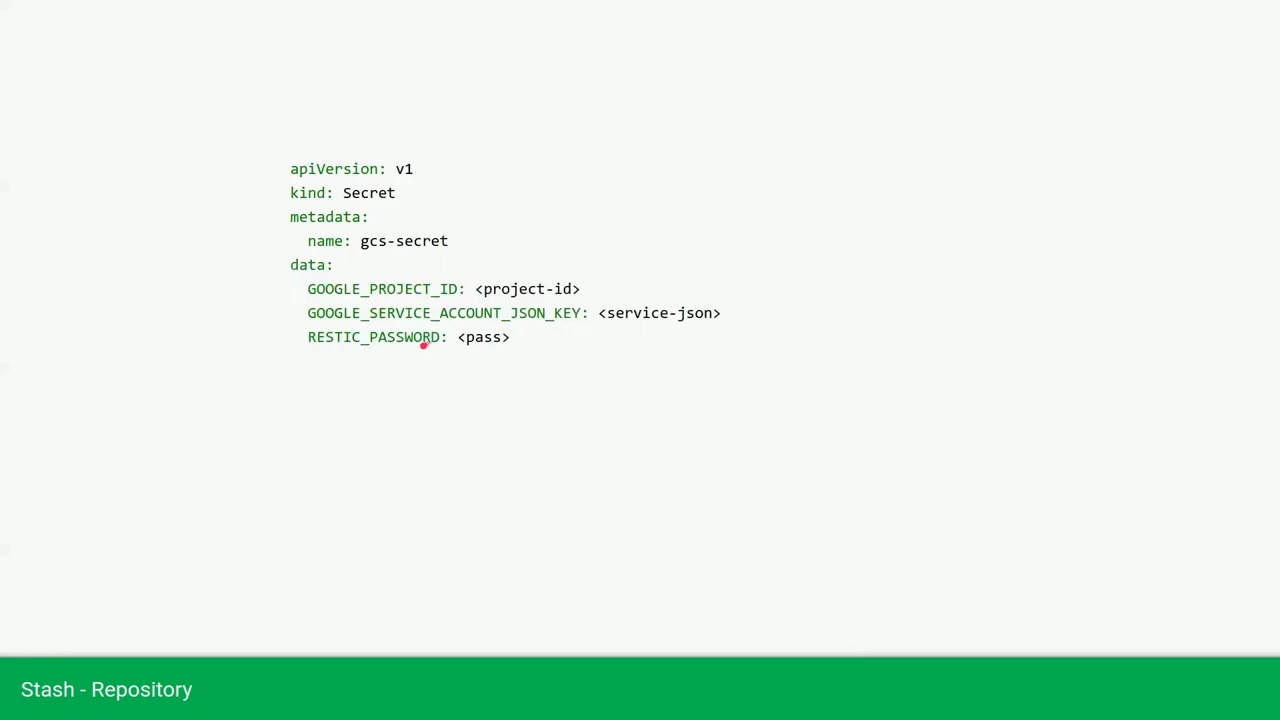 apiVersion: v1
kind: Secret
metadata:
  name: gcs-secret
data:
  GOOGLE_PROJECT_ID: <project-id>
  GOOGLE_SERVICE_ACCOUNT_JSON_KEY: <service-json>
  RESTIC_PASSWORD: <pass>
Stash - Repository